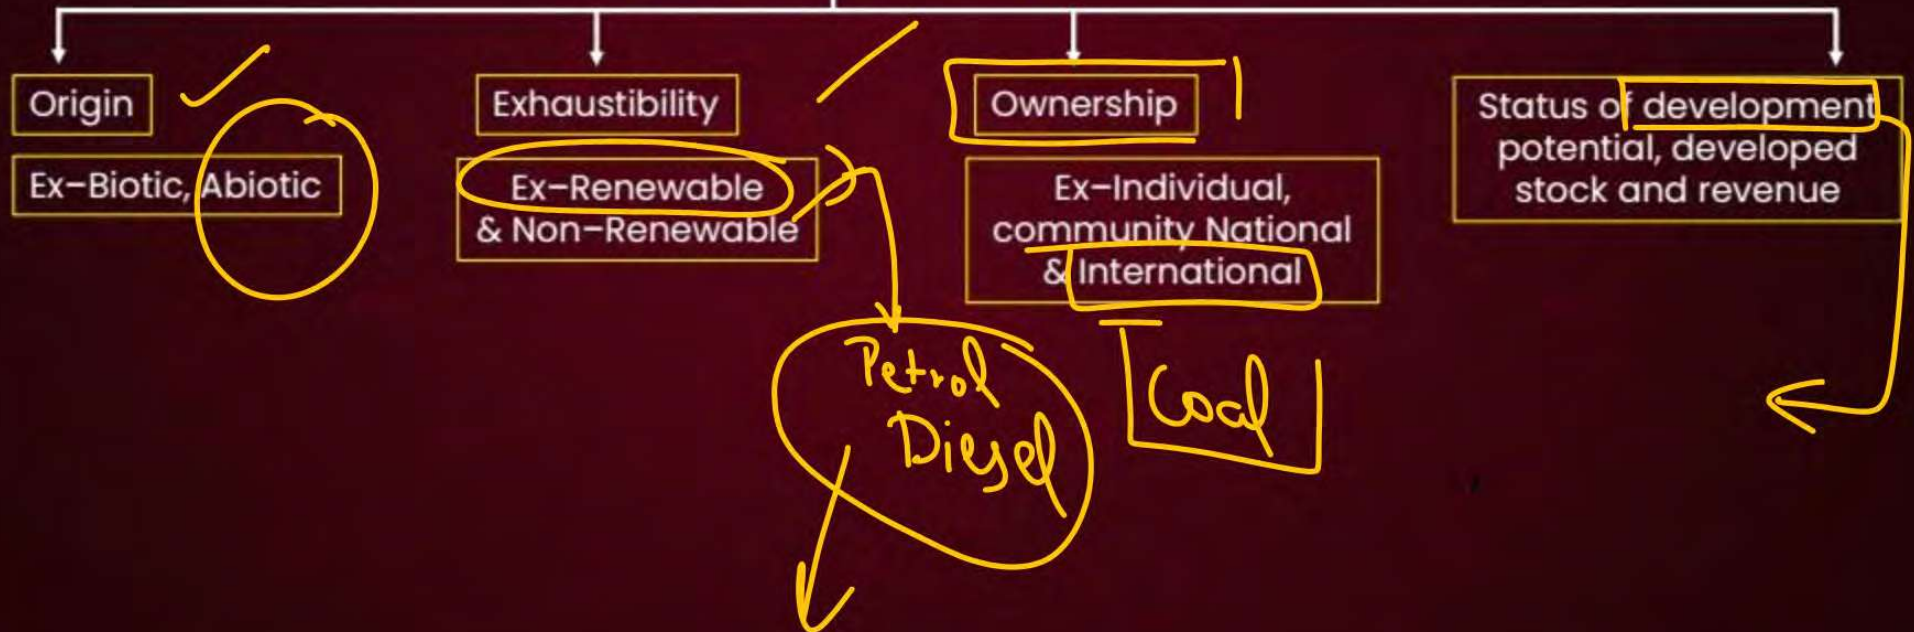 Origin
Ex–Biotic, Abiotic
Exhaustibility
Ex–Renewable
& Non–Renewable
Ownership
Ex–Individual,
community National
& International
Status of development
potential, developed
stock and revenue
Petrol
Diesel
Coal